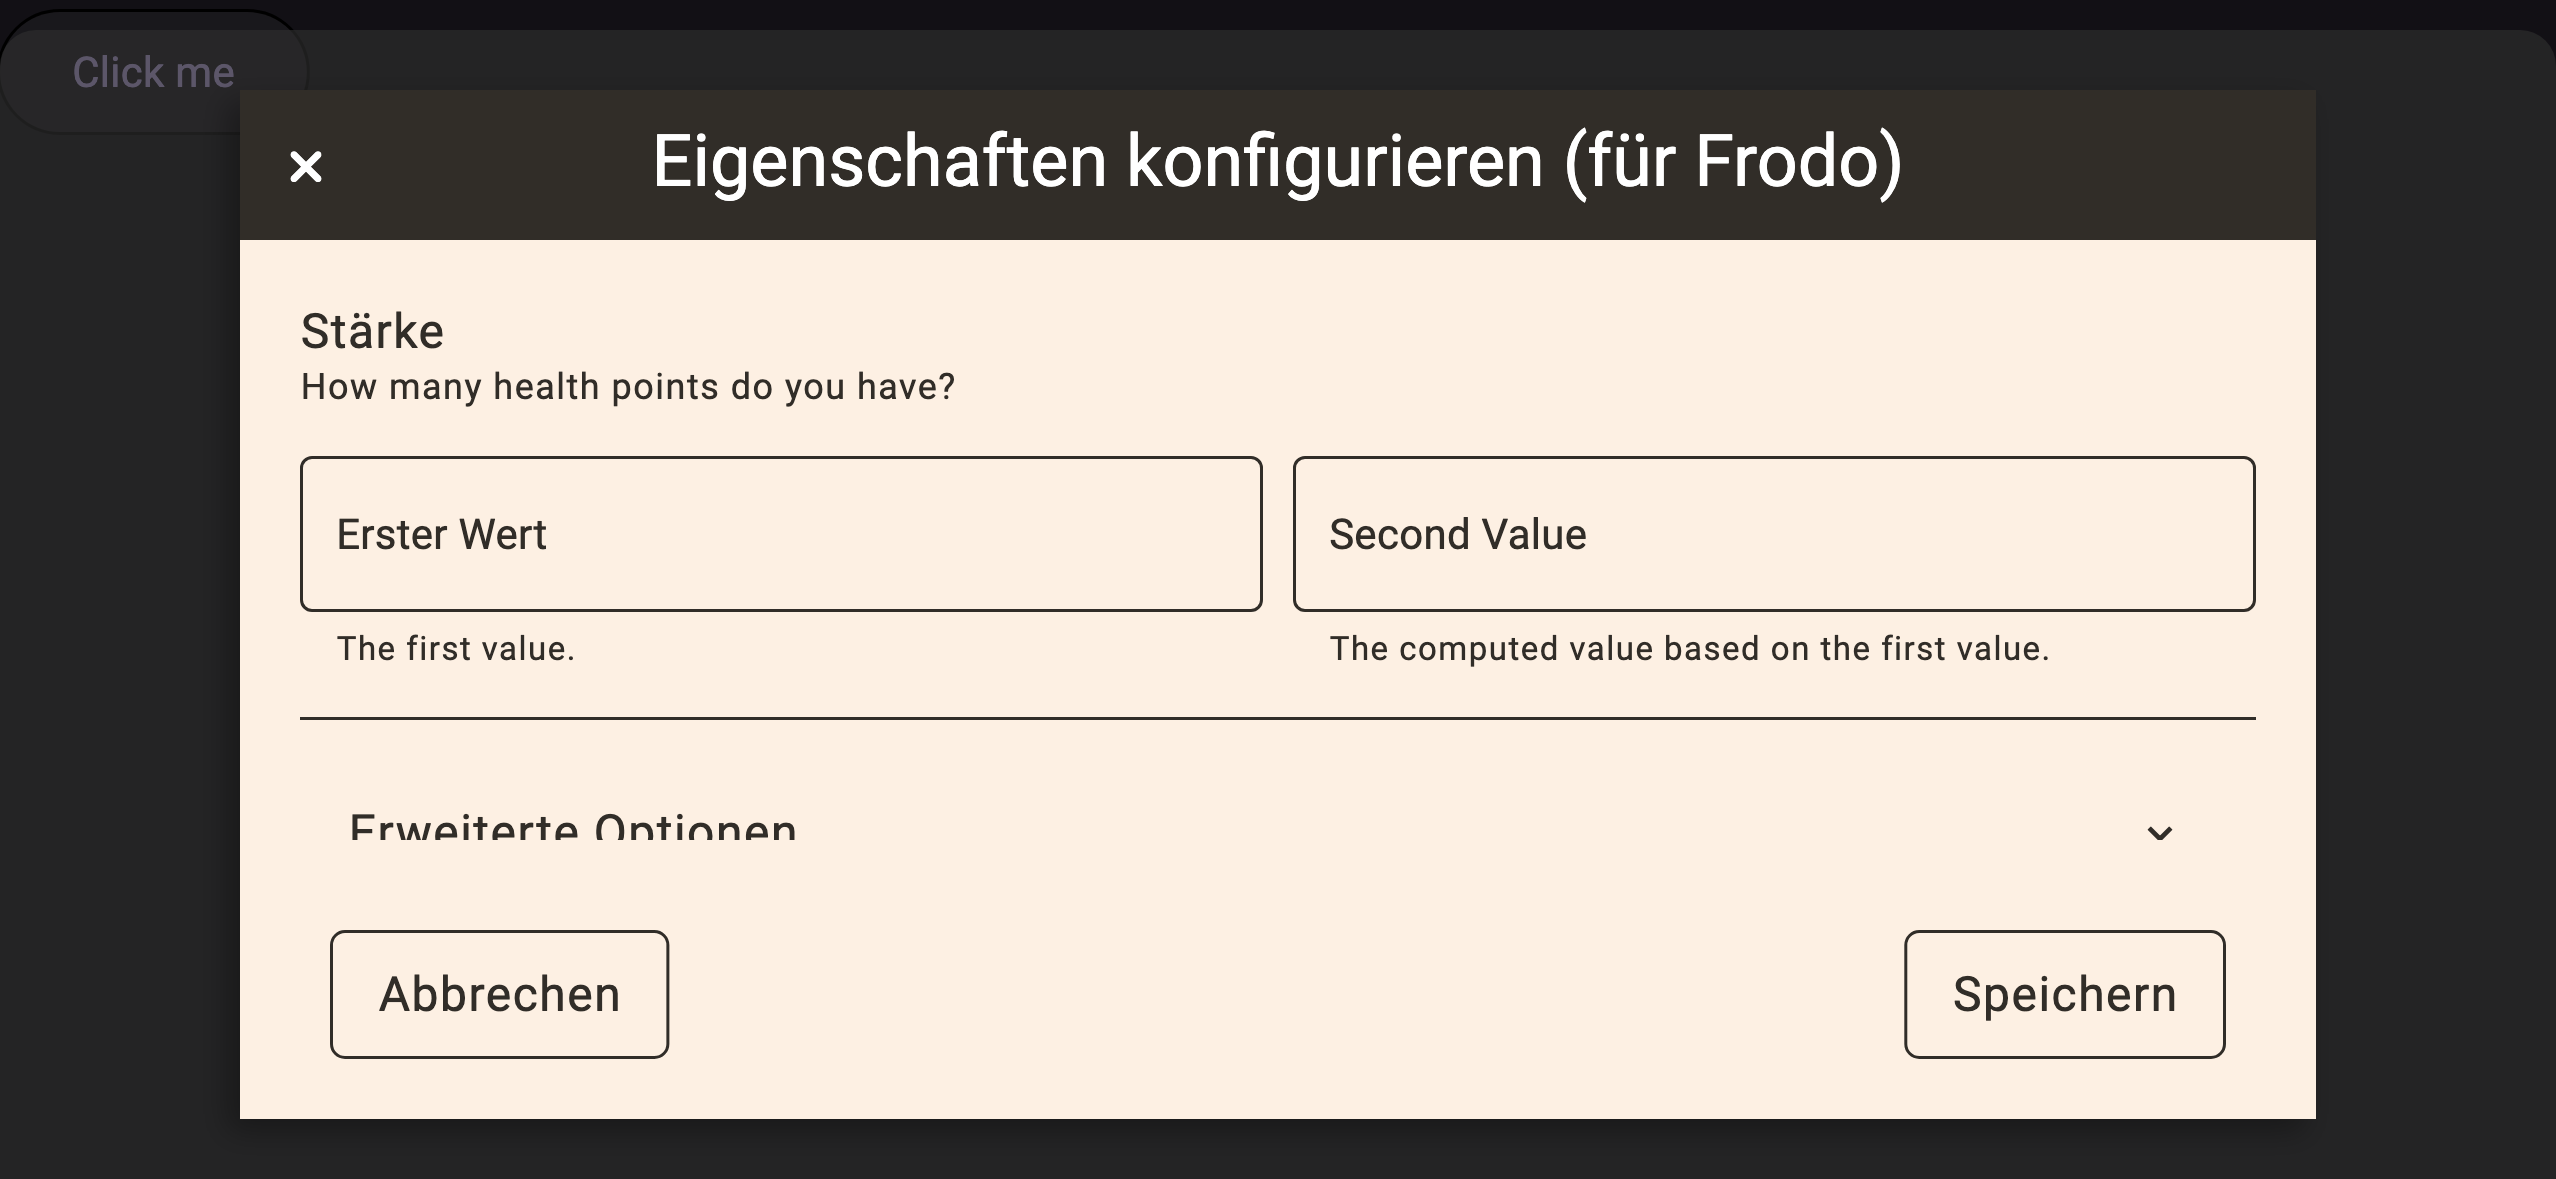 Click me
Eigenschaften konfigurieren (für Frodo)
Stärke
How many health points do you have?
Erster Wert
Second Value
The first value.
The computed value based on the first value.
Erweiterte Optionen
Abbrechen
Speichern